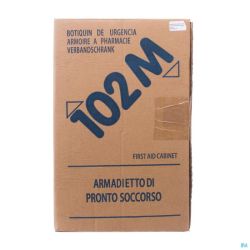 BOTIQUIN DE URGENCIA
ARMOIRE A PHARMACIE
VERBANDSCHRANK
102M
FIRST AID CABINET
ARMADIETTO DI
PRONTO SOCCORSO